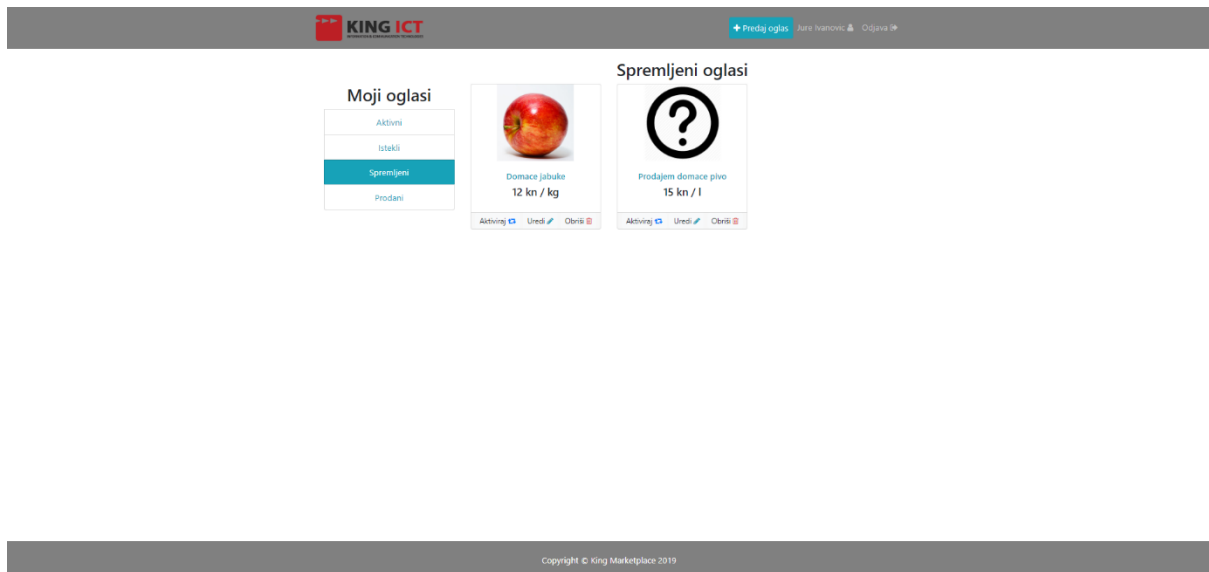 KING ICT
Predaj oglas Jure Ivanovic Odjava
Spremljeni oglasi
Moji oglasi
Aktivni
Istekli
Spremljeni
Prodani
Domace jabuke
12 kn / kg
Aktiviraj Uredi Obriši
Prodajem domace pivo
15 kn / l
Aktiviraj Uredi Obriši
Copyright © King Marketplace 2019